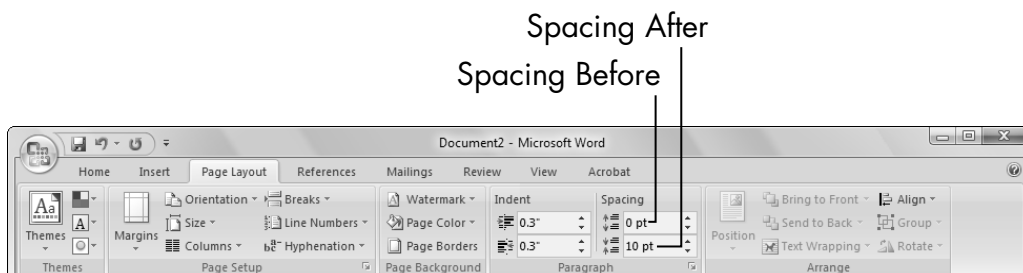 Spacing After
Spacing Before
Document2 - Microsoft Word
Home Insert Page Layout References Mailings Review View Acrobat
Aa Orientation Breaks Watermark Indent Spacing Bring to Front Align
A Size Line Numbers Page Color 0.3" 0 pt Send to Back Group
Themes Margins Columns Hyphenation Page Borders 0.3" 10 pt Position Text Wrapping Rotate
Themes Page Setup Page Background Paragraph Arrange